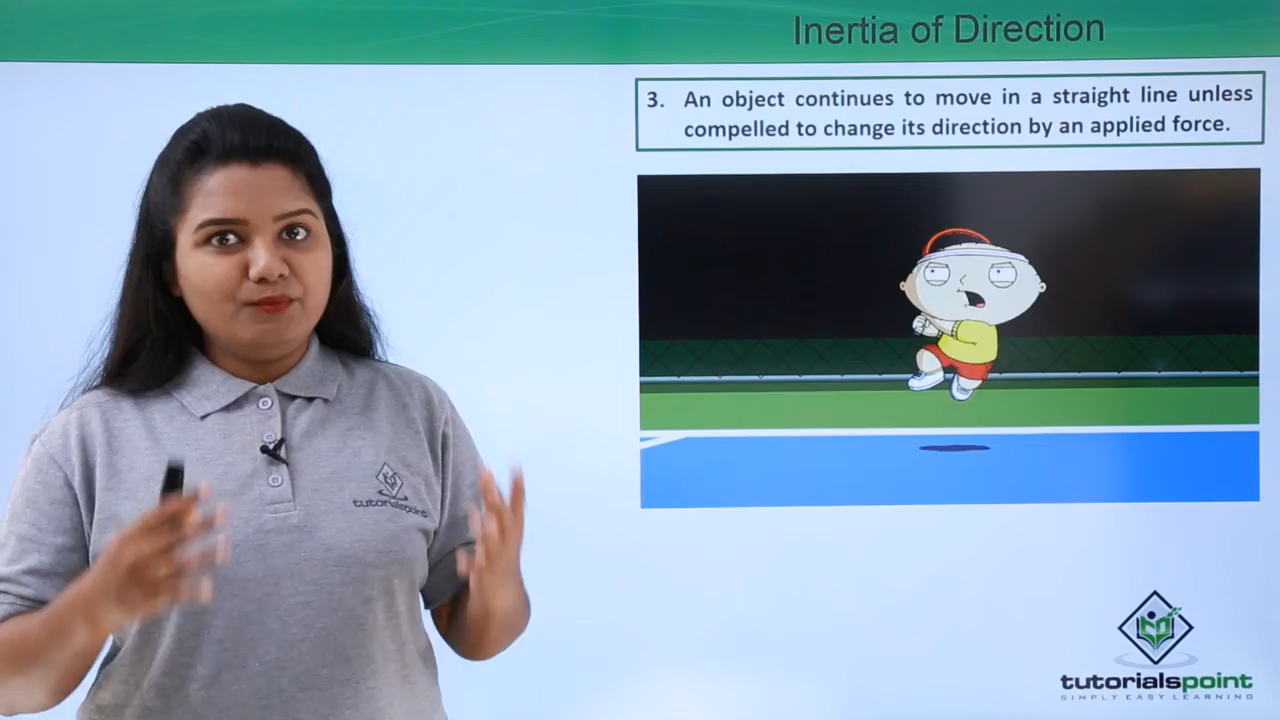 Inertia of Direction
3. An object continues to move in a straight line unless
compelled to change its direction by an applied force.
tutorialspoint
tutorialspoint
SIMPLY EASY LEARNING